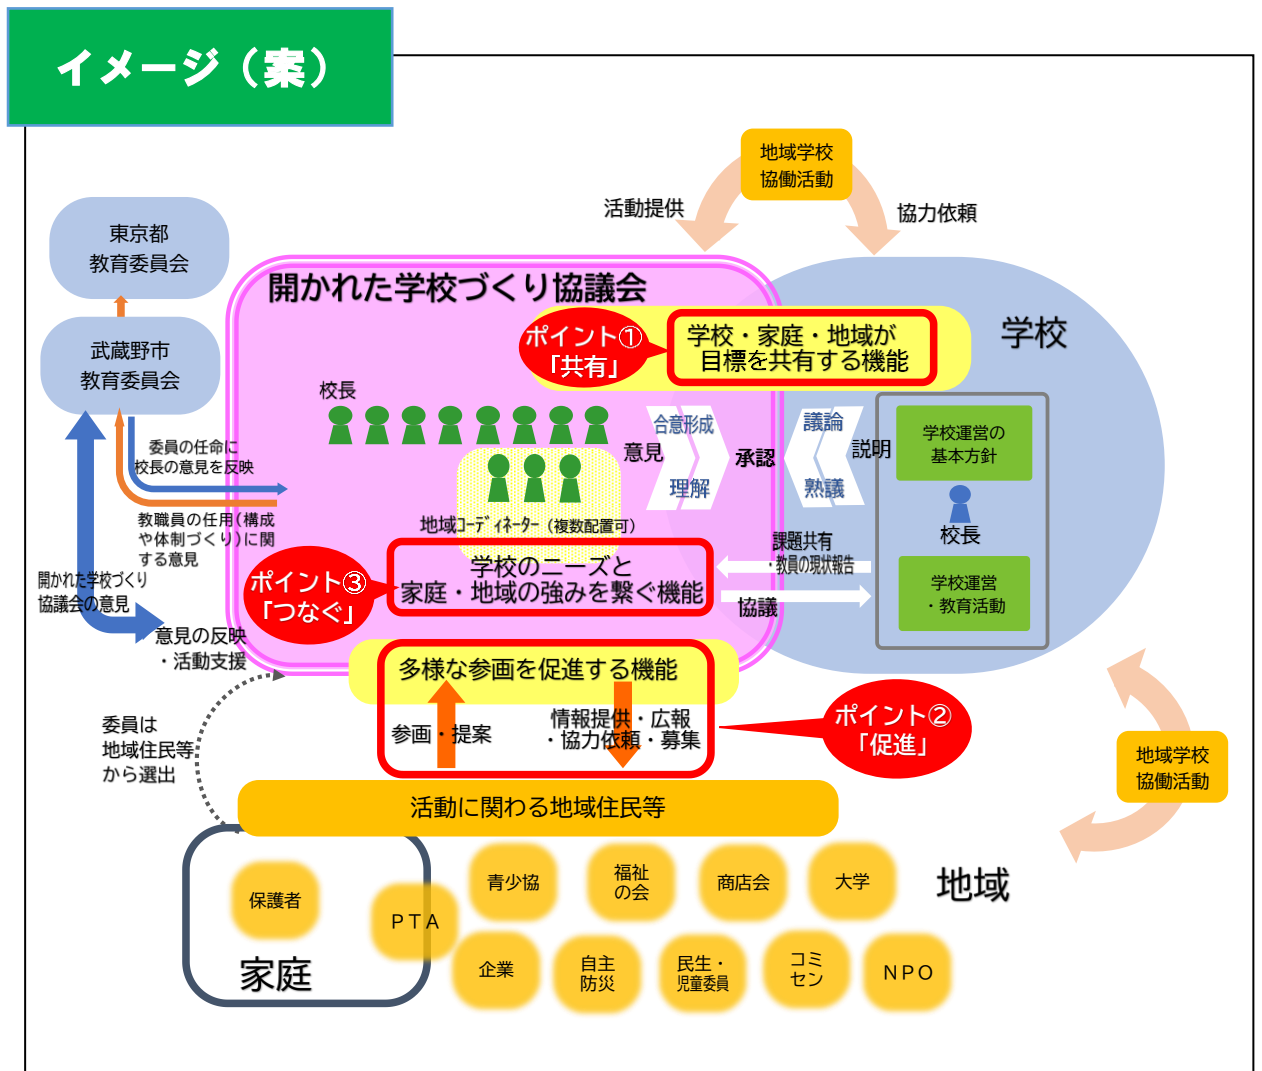 イメージ（案）
地域学校
協働活動
活動提供
協力依頼
東京都
教育委員会
武蔵野市
教育委員会
開かれた学校づくり協議会
学校
ポイント①
「共有」
学校・家庭・地域が
目標を共有する機能
校長
委員の任命に
校長の意見を反映
意見
合意形成
理解
承認
議論
熟議
説明
学校運営の
基本方針
校長
学校運営
・教育活動
教職員の任用(構成
や体制づくり)に関
する意見
地域ｺｰﾃﾞｨﾈｰﾀｰ（複数配置可）
課題共有
・教員の現状報告
協議
ポイント③
「つなぐ」
学校のニーズと
家庭・地域の強みを繋ぐ機能
開かれた学校づくり
協議会の意見
意見の反映
・活動支援
多様な参画を促進する機能
参画・提案
情報提供・広報
・協力依頼・募集
ポイント②
「促進」
委員は
地域住民等
から選出
地域学校
協働活動
活動に関わる地域住民等
保護者
ＰＴＡ
家庭
青少協
福祉
の会
商店会
大学
地域
企業
自主
防災
民生・
児童委員
コミ
セン
ＮＰＯ